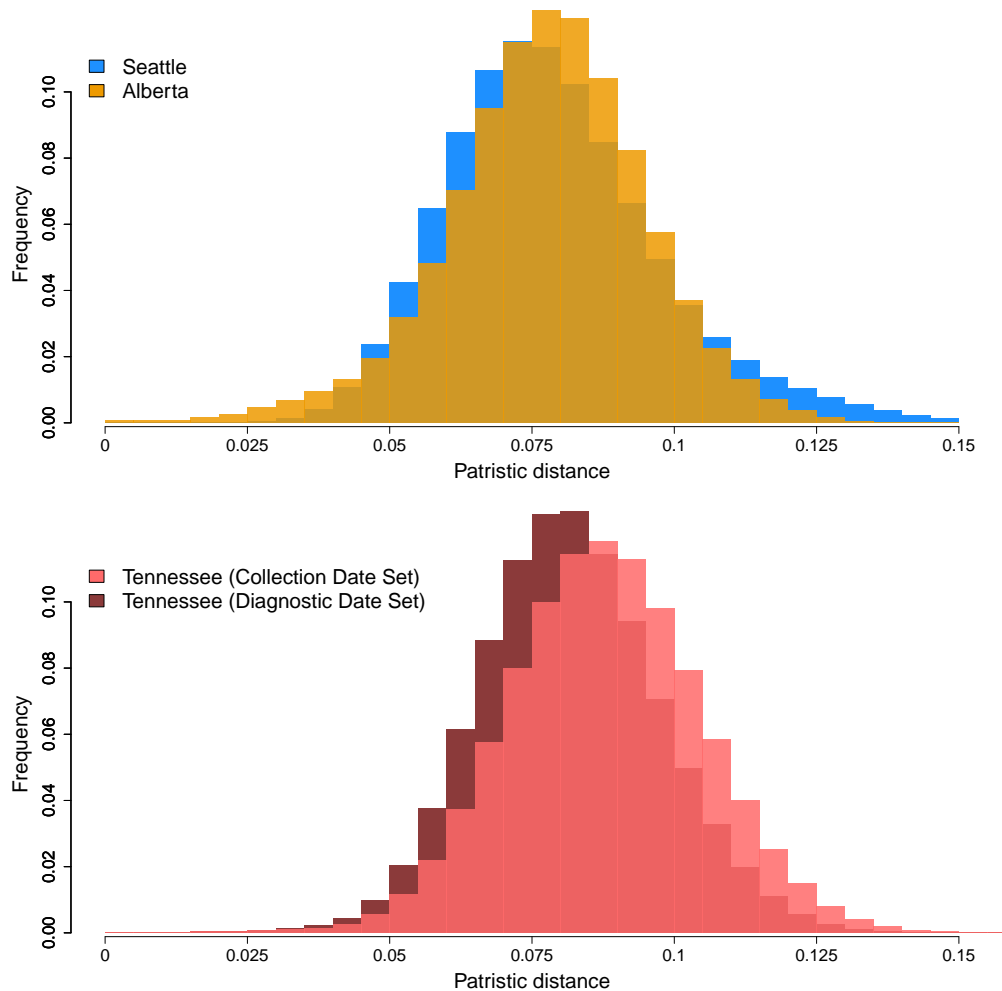 Seattle
Alberta
Frequency
0.00
0.02
0.04
0.06
0.08
0.10
0 0.025 0.05 0.075 0.1 0.125 0.15
Patristic distance
Tennessee (Collection Date Set)
Tennessee (Diagnostic Date Set)
Frequency
0.00
0.02
0.04
0.06
0.08
0.10
0 0.025 0.05 0.075 0.1 0.125 0.15
Patristic distance